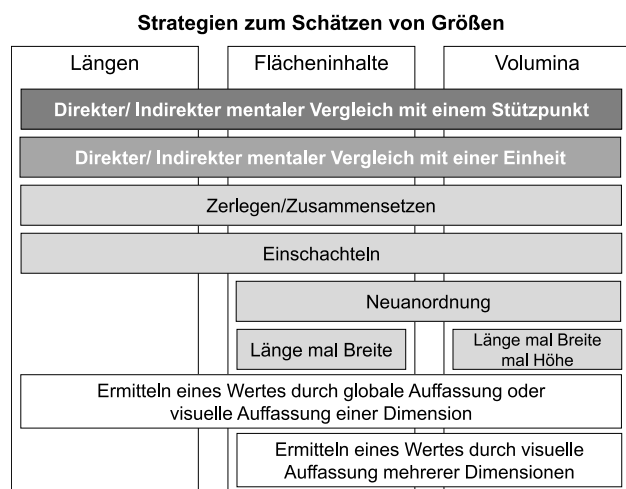 Strategien zum Schätzen von Größen
Längen
Flächeninhalte
Volumina
Direkter/ Indirekter mentaler Vergleich mit einem Stützpunkt
Direkter/ Indirekter mentaler Vergleich mit einer Einheit
Zerlegen/Zusammensetzen
Einschachteln
Neuanordnung
Länge mal Breite
Länge mal Breite
mal Höhe
Ermitteln eines Wertes durch globale Auffassung oder
visuelle Auffassung einer Dimension
Ermitteln eines Wertes durch visuelle
Auffassung mehrerer Dimensionen